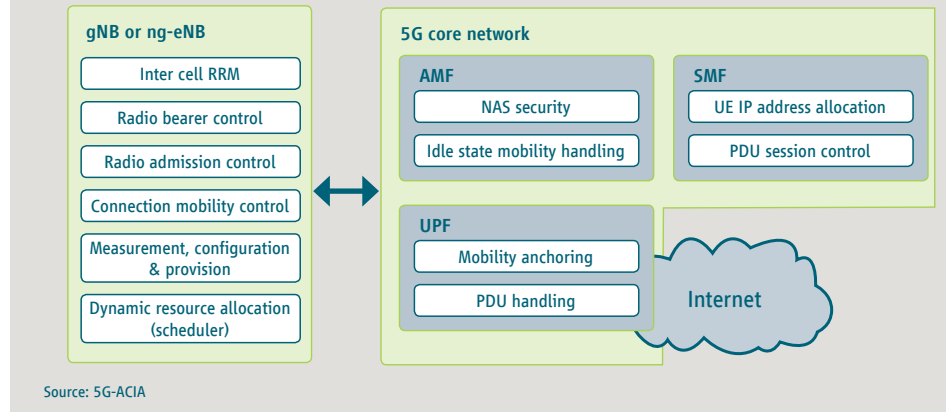 gNB or ng-eNB
Inter cell RRM
Radio bearer control
Radio admission control
Connection mobility control
Measurement, configuration
& provision
Dynamic resource allocation
(scheduler)
5G core network
AMF
NAS security
Idle state mobility handling
SMF
UE IP address allocation
PDU session control
UPF
Mobility anchoring
PDU handling
Internet
Source: 5G-ACIA